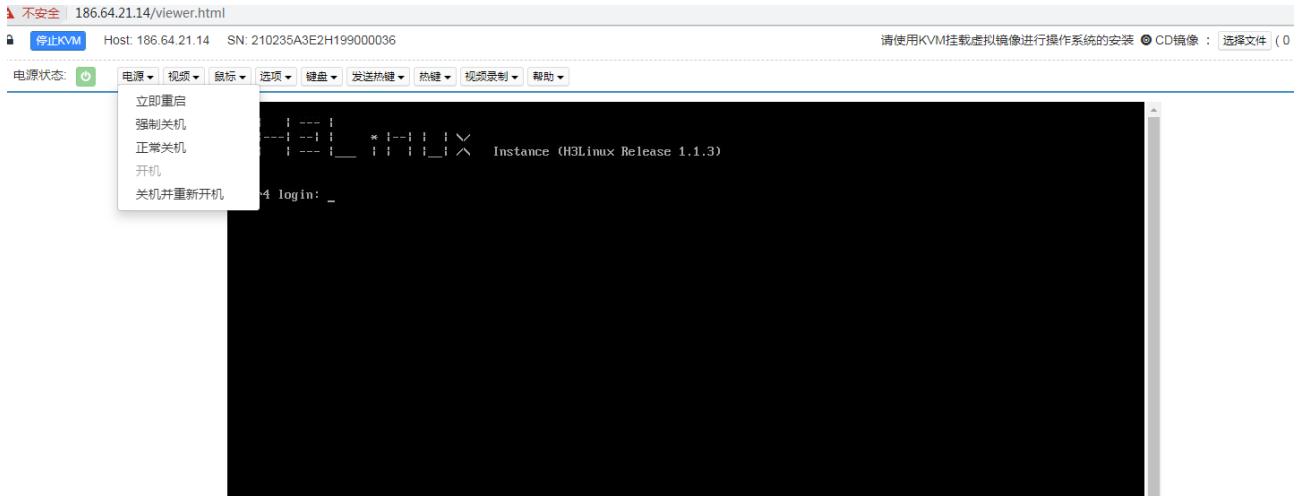 不安全 186.64.21.14/viewer.html
停止KVM Host: 186.64.21.14 SN: 210235A3E2H199000036 请使用KVM挂载虚拟镜像进行操作系统的安装 CD镜像 : 选择文件 ( 0
电源状态: 电源 视频 鼠标 选项 键盘 发送热键 热键 视频录制 帮助
立即重启
强制关机
正常关机
开机
关机并重新开机
Instance (H3Linux Release 1.1.3)
4 login: _